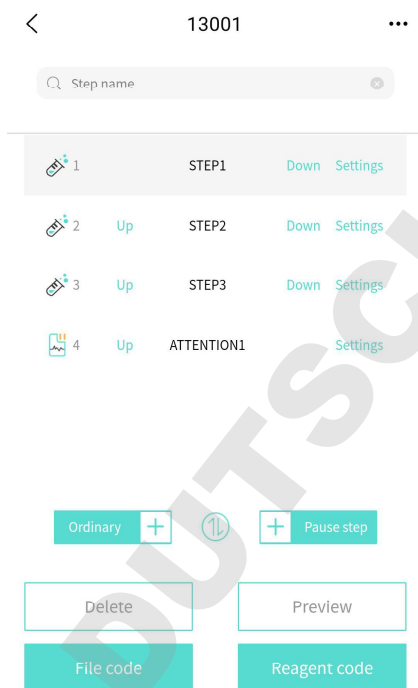 13001
Step name
1 STEP1 Down Settings
2 Up STEP2 Down Settings
3 Up STEP3 Down Settings
4 Up ATTENTION1 Settings
Ordinary + + Pause step
Delete Preview
File code Reagent code
DUTSC